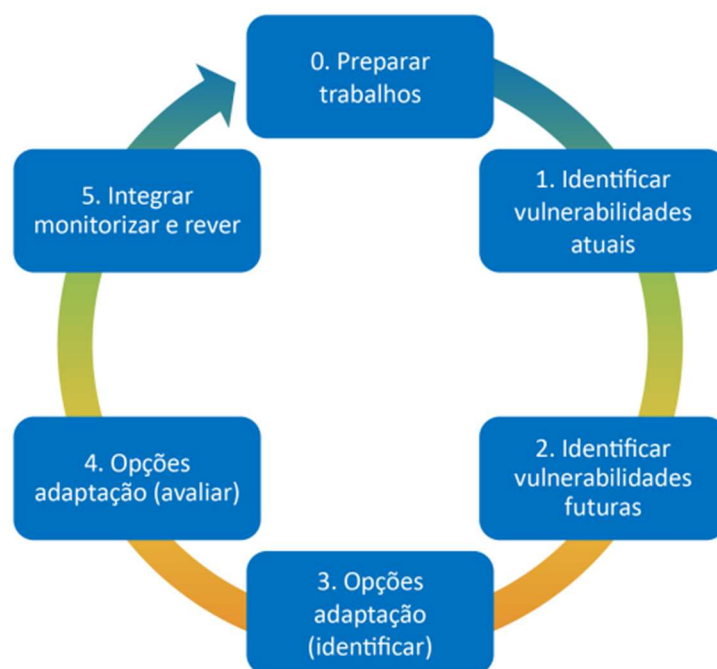 0. Preparar
trabalhos
1. Identificar
vulnerabilidades
atuais
2. Identificar
vulnerabilidades
futuras
3. Opções
adaptação
(identificar)
4. Opções
adaptação (avaliar)
5. Integrar
monitorizar e rever